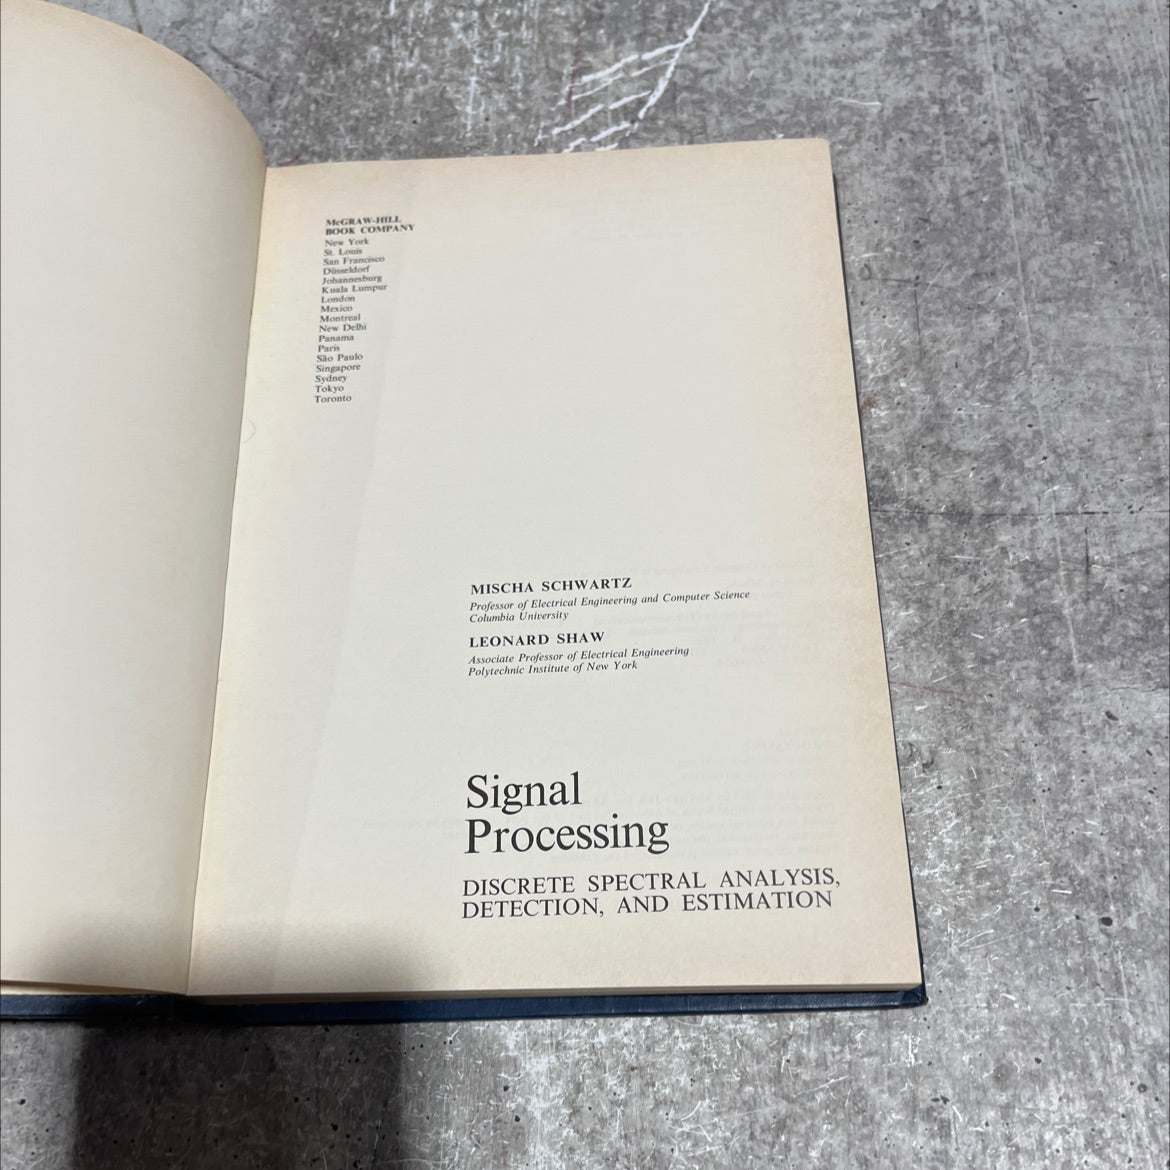 McGRAW-HILL
BOOK COMPANY
New York
St. Louis
San Francisco
Düsseldorf
Johannesburg
Kuala Lumpur
London
Mexico
Montreal
New Delhi
Panama
Paris
São Paulo
Singapore
Sydney
Tokyo
Toronto
MISCHA SCHWARTZ
Professor of Electrical Engineering and Computer Science
Columbia University
LEONARD SHAW
Associate Professor of Electrical Engineering
Polytechnic Institute of New York
Signal
Processing
DISCRETE SPECTRAL ANALYSIS,
DETECTION, AND ESTIMATION